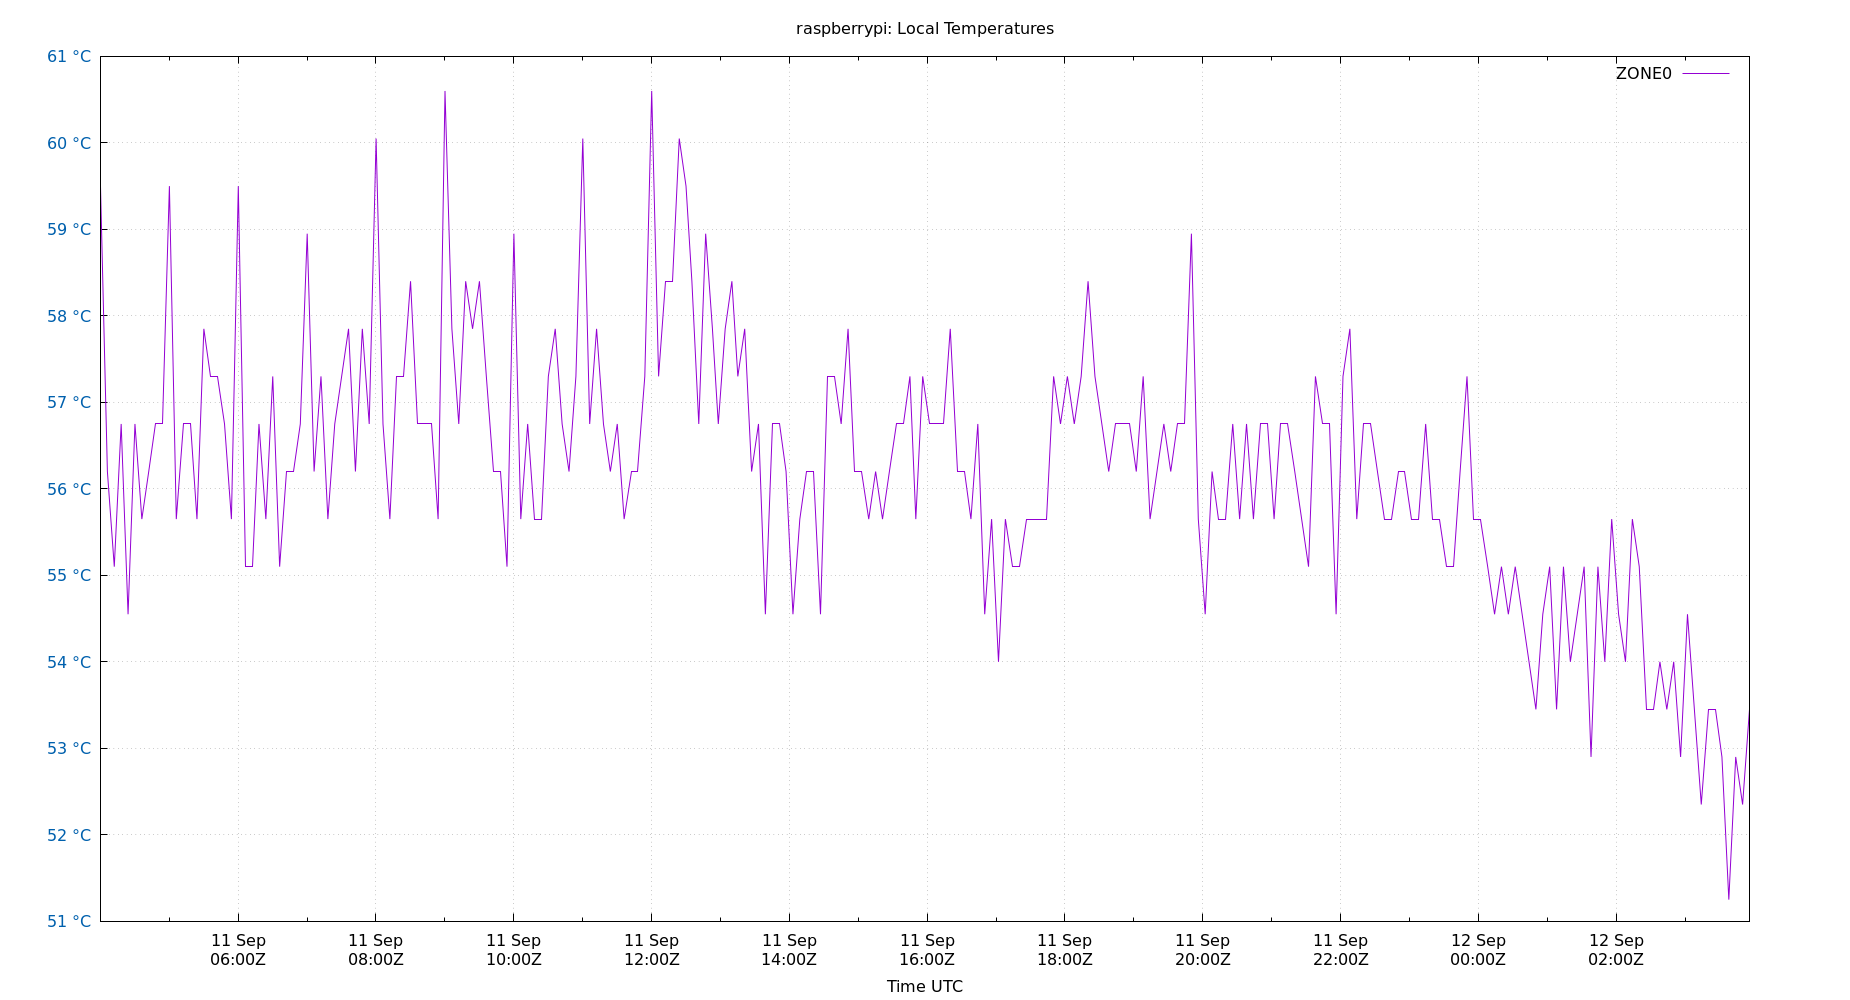 raspberrypi: Local Temperatures
61 °C
ZONE0
60 °C
59 °C
58 °C
57 °C
56 °C
55 °C
54 °C
53 °C
52 °C
51 °C
11 Sep 11 Sep 11 Sep 11 Sep 11 Sep 11 Sep 11 Sep 11 Sep 11 Sep 12 Sep 12 Sep
06:00Z 08:00Z 10:00Z 12:00Z 14:00Z 16:00Z 18:00Z 20:00Z 22:00Z 00:00Z 02:00Z
Time UTC